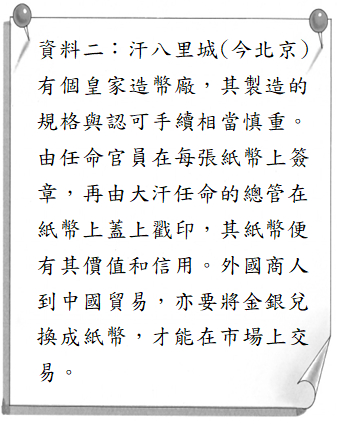 資料二：汗八里城(今北京)
有個皇家造幣廠，其製造的
規格與認可手續相當慎重。
由任命官員在每張紙幣上簽
章，再由大汗任命的總管在
紙幣上蓋上戳印，其紙幣便
有其價值和信用。外國商人
到中國貿易，亦要將金銀兌
換成紙幣，才能在市場上交
易。